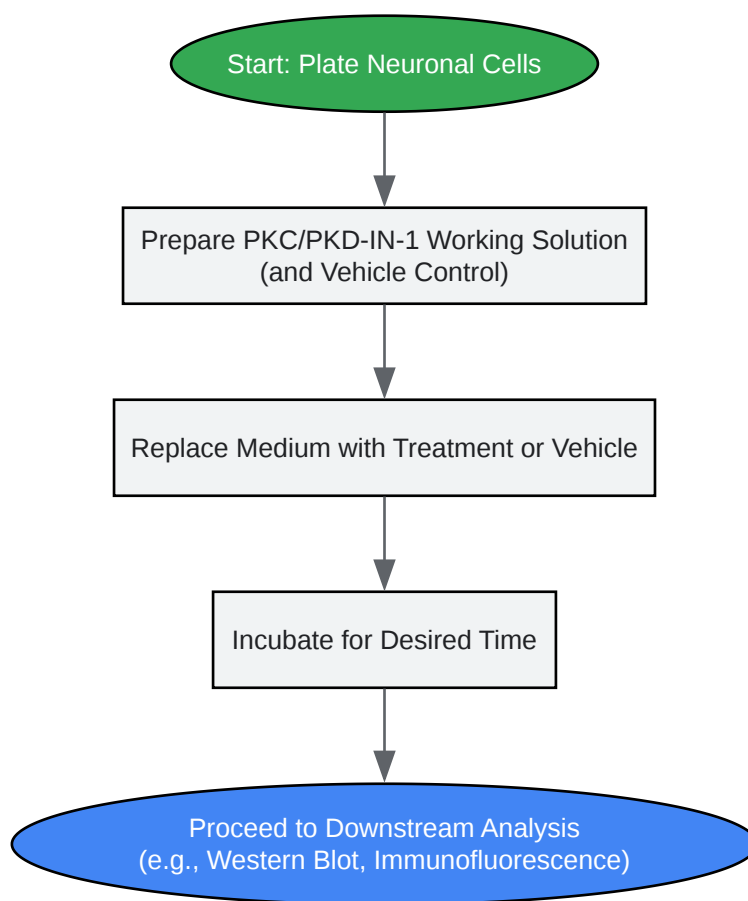 Start: Plate Neuronal Cells
Prepare PKC/PKD-IN-1 Working Solution
(and Vehicle Control)
Replace Medium with Treatment or Vehicle
Incubate for Desired Time
Proceed to Downstream Analysis
(e.g., Western Blot, Immunofluorescence)